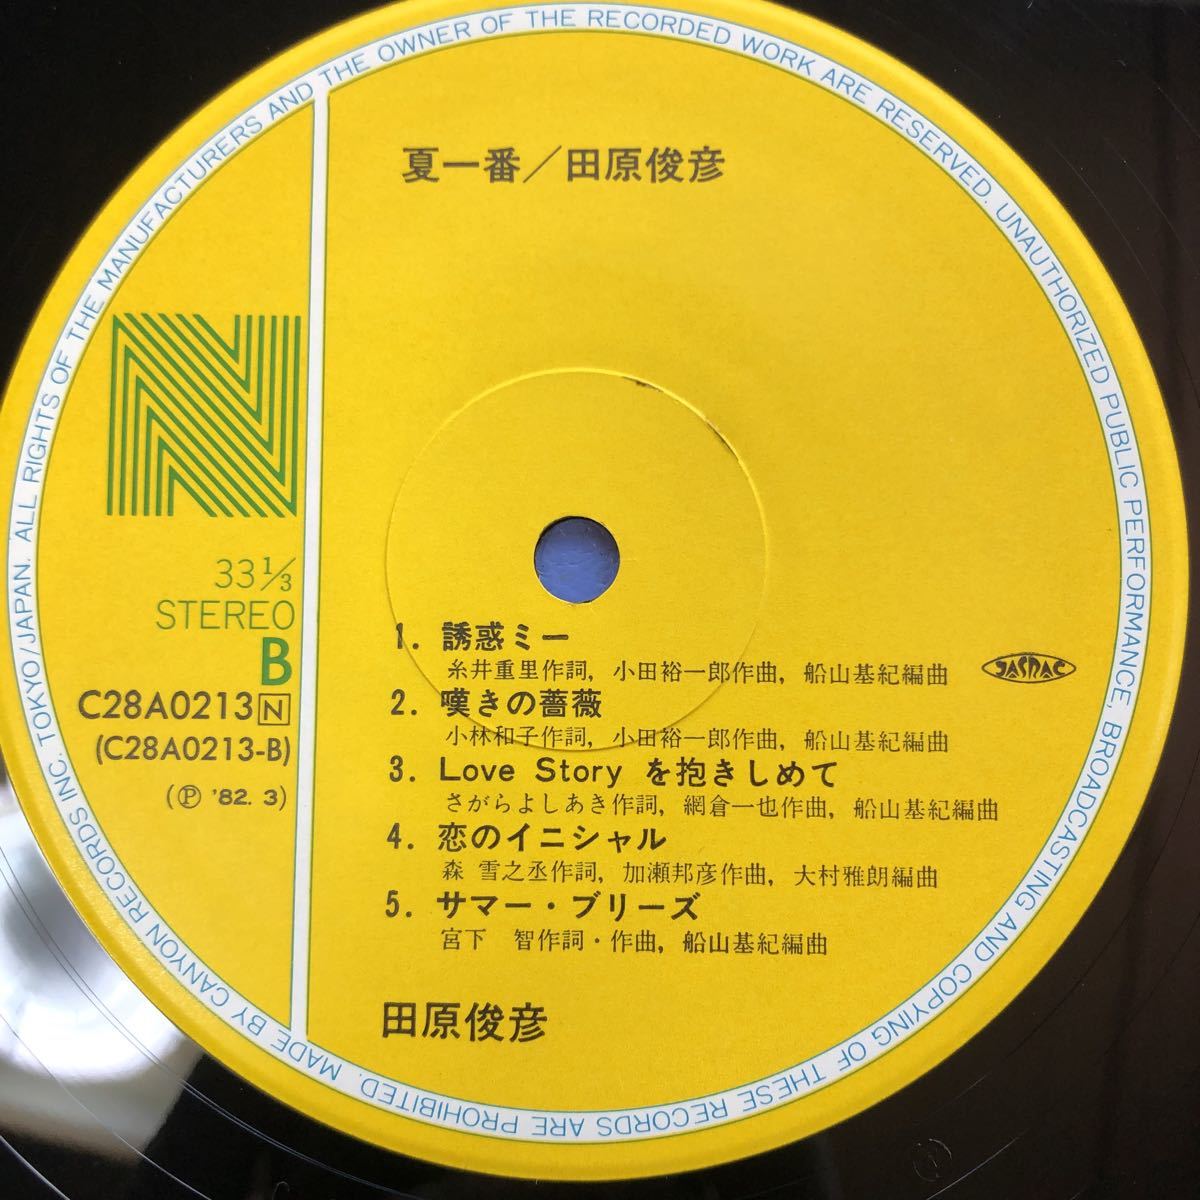 ALL RIGHTS OF THE MANUFACTURERS AND THE OWNER OF THE RECORDED WORK ARE RESERVED. UNAUTHORIZED PUBLIC PERFORMANCE, BROADCASTING AND COPYING OF THESE RECORDS ARE PROHIBITED. MADE BY CANYON RECORDS INC. TOKYO/JAPAN.
夏一番／田原俊彦
N
33⅓
STEREO
B
C28A0213 N
(C28A0213-B)
(℗ '82. 3)
1. 誘惑ミー
糸井重里作詞, 小田裕一郎作曲, 船山基紀編曲
JASRAC
2. 嘆きの薔薇
小林和子作詞, 小田裕一郎作曲, 船山基紀編曲
3. Love Story を抱きしめて
さがらよしあき作詞, 網倉一也作曲, 船山基紀編曲
4. 恋のイニシャル
森 雪之丞作詞, 加瀬邦彦作曲, 大村雅朗編曲
5. サマー・ブリーズ
宮下 智作詞・作曲, 船山基紀編曲
田原俊彦